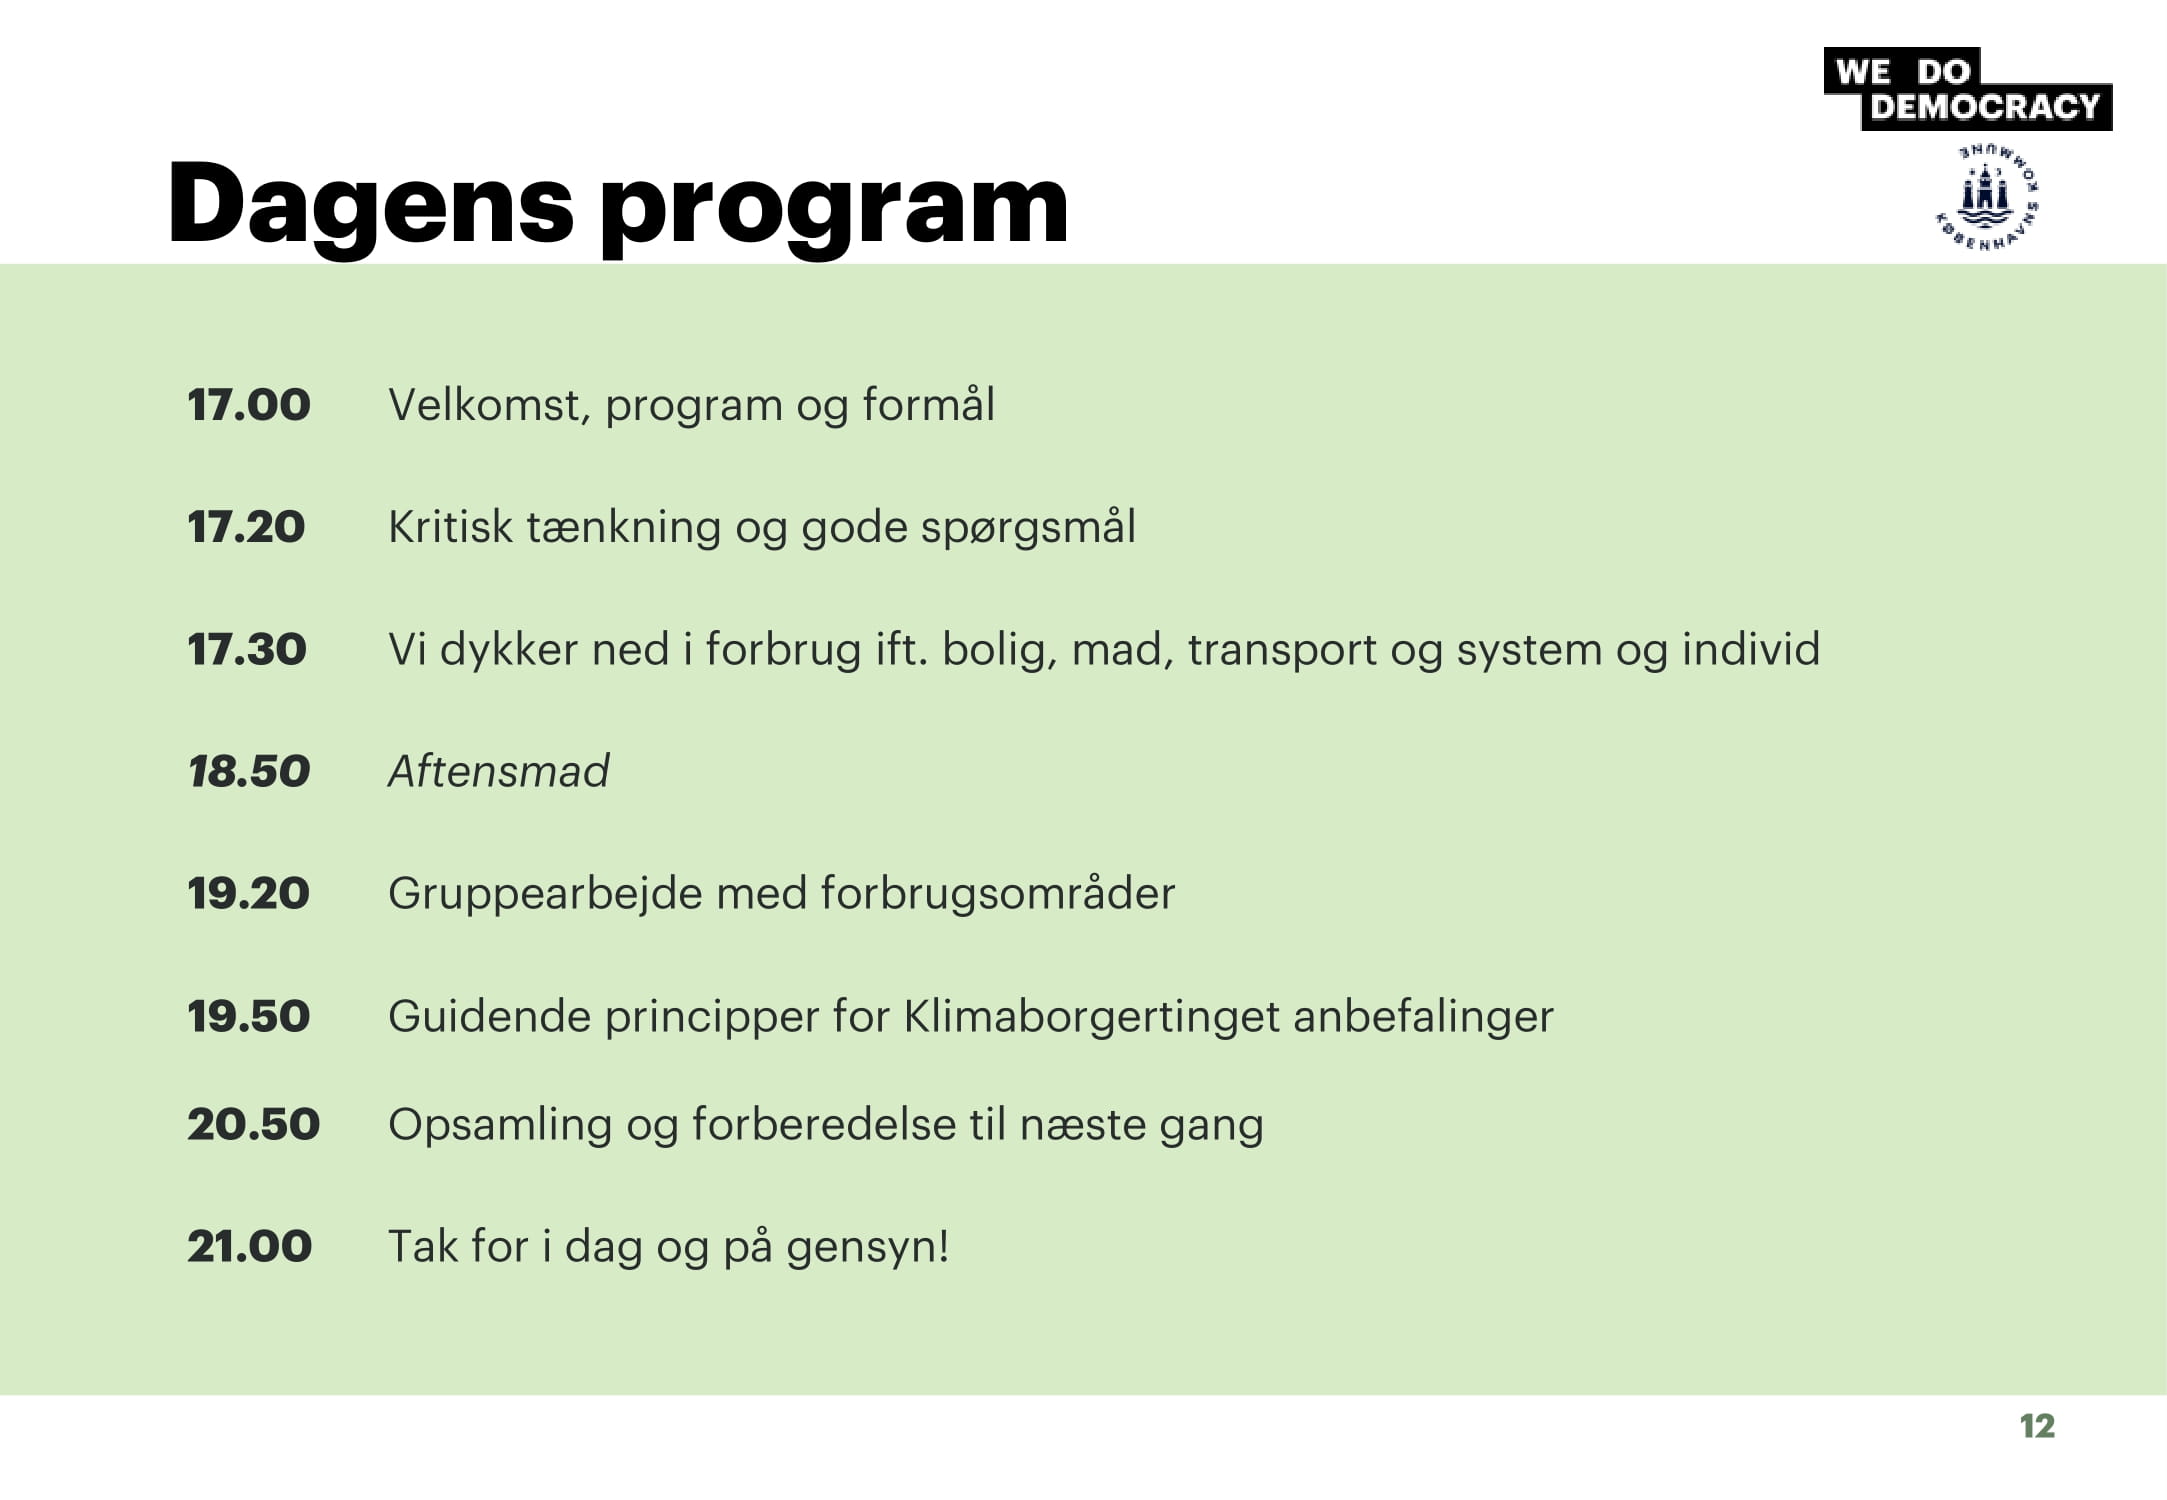 WE DO
DEMOCRACY
KØBENHAVNS KOMMUNE
Dagens program
17.00 Velkomst, program og formål
17.20 Kritisk tænkning og gode spørgsmål
17.30 Vi dykker ned i forbrug ift. bolig, mad, transport og system og individ
18.50 Aftensmad
19.20 Gruppearbejde med forbrugsområder
19.50 Guidende principper for Klimaborgertinget anbefalinger
20.50 Opsamling og forberedelse til næste gang
21.00 Tak for i dag og på gensyn!
12